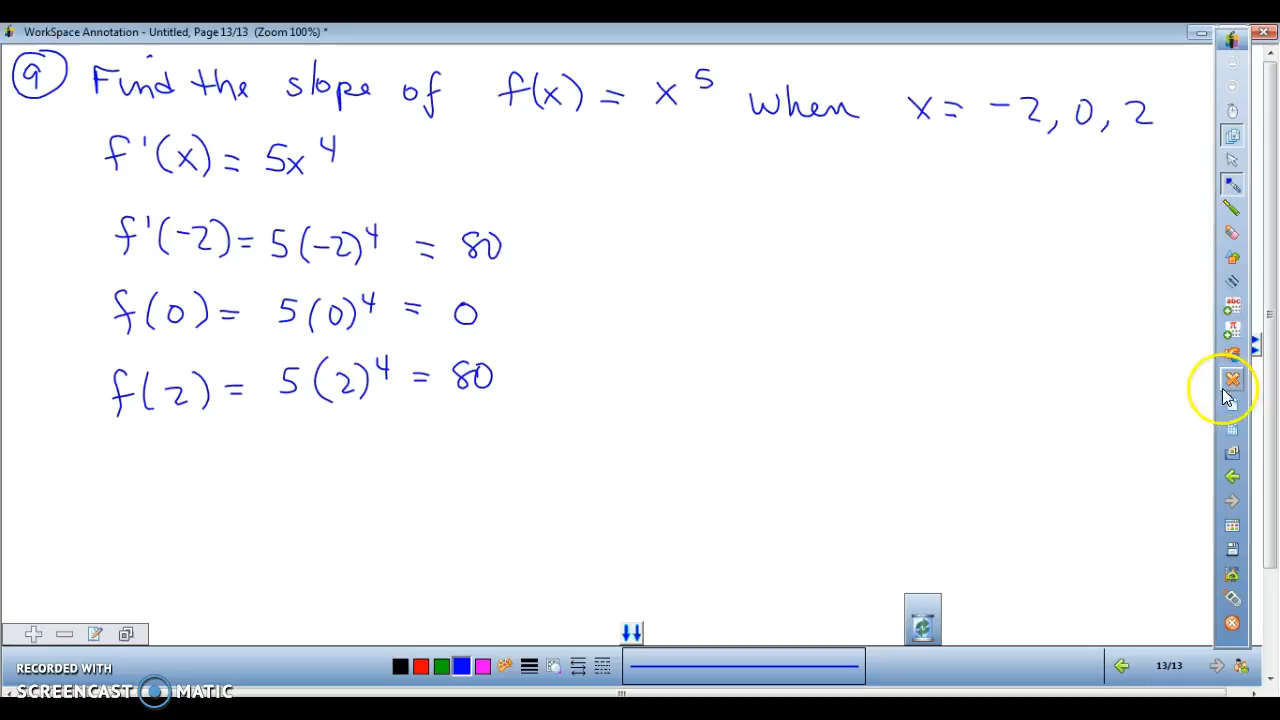 WorkSpace Annotation - Untitled, Page 13/13 (Zoom 100%) *
9 Find the slope of f(x) = x^5 when x = -2, 0, 2
f'(x) = 5x^4
f'(-2) = 5(-2)^4 = 80
f(0) = 5(0)^4 = 0
f(2) = 5(2)^4 = 80
abc
π
RECORDED WITH
SCREENCAST MATIC
13/13